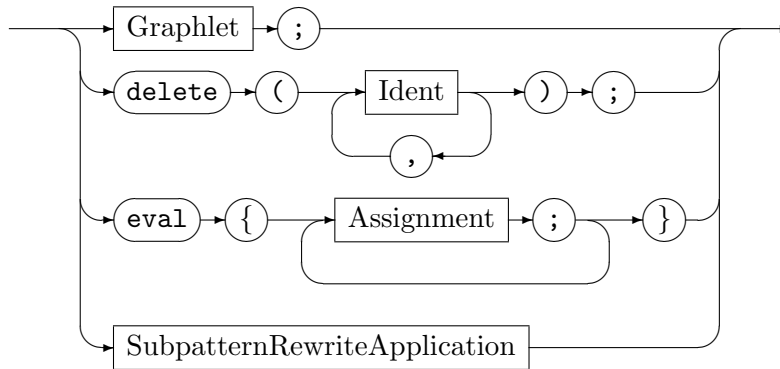 Graphlet ;
delete ( Ident ) ;
,
eval { Assignment ; }
SubpatternRewriteApplication